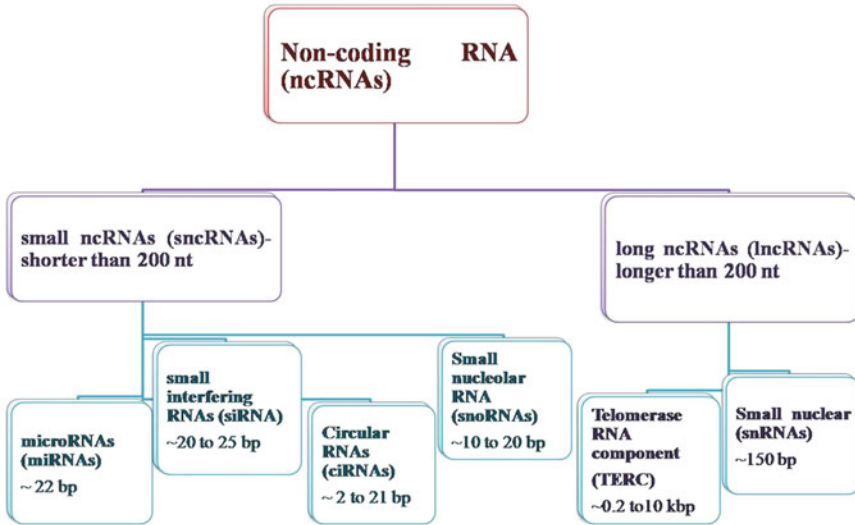 Non-coding RNA
(ncRNAs)
small ncRNAs (sncRNAs)-
shorter than 200 nt
long ncRNAs (lncRNAs)-
longer than 200 nt
microRNAs
(miRNAs)
~ 22 bp
small
interfering
RNAs (siRNA)
~20 to 25 bp
Circular
RNAs
(ciRNAs)
~ 2 to 21 bp
Small
nucleolar
RNA
(snoRNAs)
~10 to 20 bp
Telomerase
RNA
component
(TERC)
~0.2 to10 kbp
Small nuclear
(snRNAs)
~150 bp